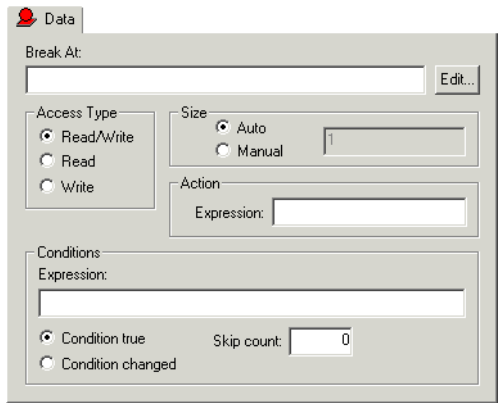 Data
Break At:
Edit...
Access Type
Read/Write
Read
Write
Size
Auto
Manual
1
Action
Expression:
Conditions
Expression:
Condition true
Condition changed
Skip count: 0